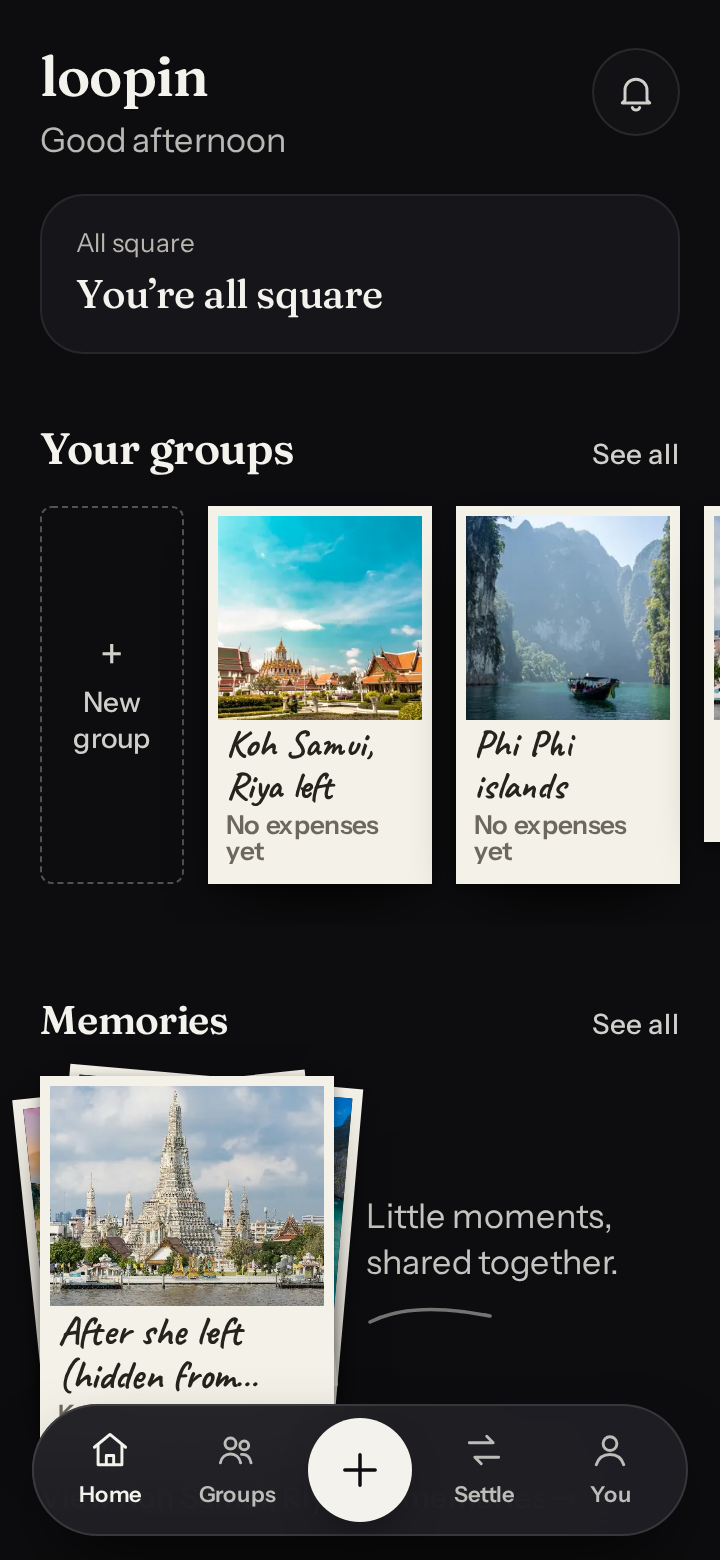 loopin
Good afternoon
All square
You’re all square
Your groups
See all
+
New
group
Koh Samui,
Riya left
No expenses
yet
Phi Phi
islands
No expenses
yet
Memories
See all
Little moments,
shared together.
After she left
(hidden from...
Home
Groups
Settle
You